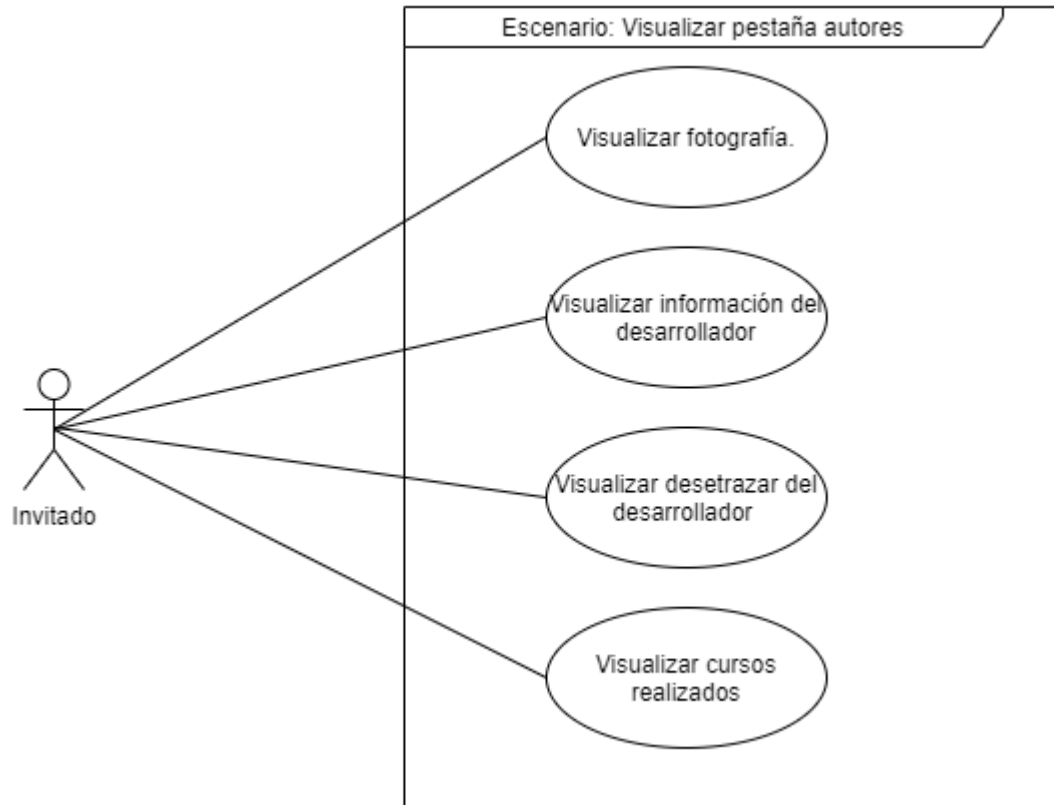 Escenario: Visualizar pestaña autores
Visualizar fotografía.
Visualizar información del
desarrollador
Visualizar desetrazar del
desarrollador
Invitado
Visualizar cursos
realizados